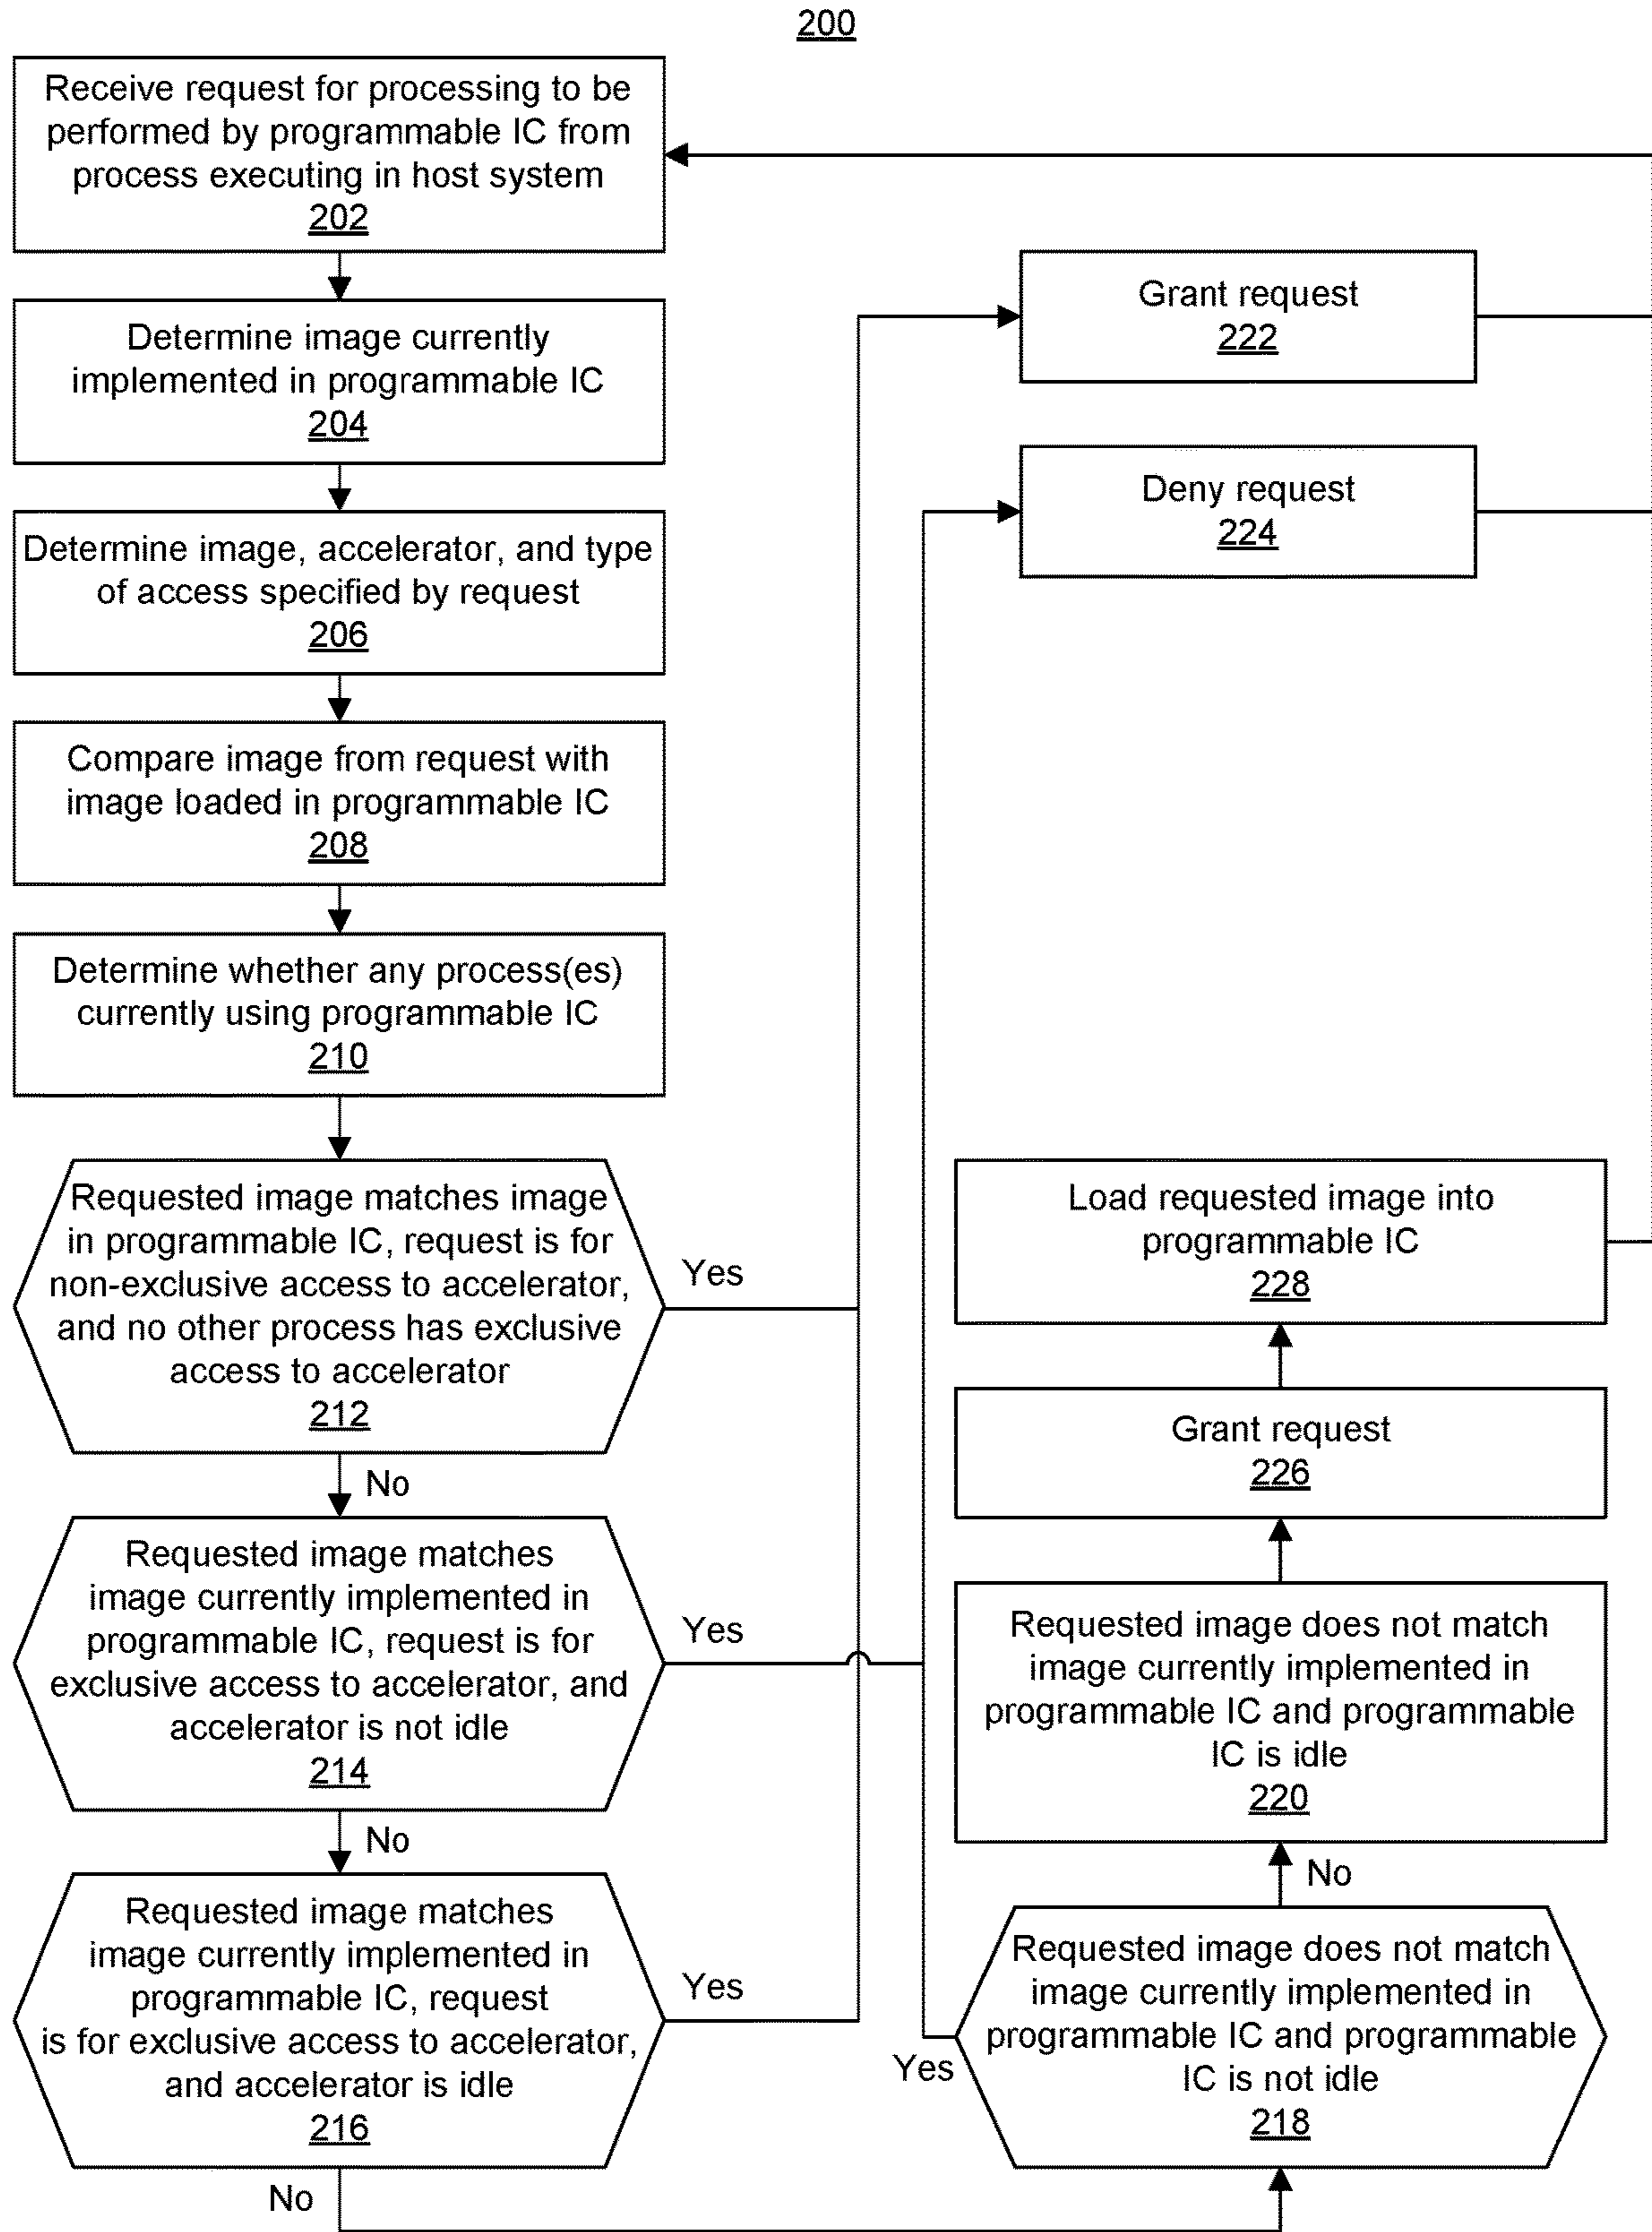 200
Receive request for processing to be
performed by programmable IC from
process executing in host system
202
Determine image currently
implemented in programmable IC
204
Determine image, accelerator, and type
of access specified by request
206
Compare image from request with
image loaded in programmable IC
208
Determine whether any process(es)
currently using programmable IC
210
Requested image matches image
in programmable IC, request is for
non-exclusive access to accelerator,
and no other process has exclusive
access to accelerator
212
Yes
No
Requested image matches
image currently implemented in
programmable IC, request is for
exclusive access to accelerator, and
accelerator is not idle
214
Yes
No
Requested image matches
image currently implemented in
programmable IC, request
is for exclusive access to accelerator,
and accelerator is idle
216
Yes
No
Grant request
222
Deny request
224
Load requested image into
programmable IC
228
Grant request
226
Requested image does not match
image currently implemented in
programmable IC and programmable
IC is idle
220
No
Requested image does not match
image currently implemented in
programmable IC and programmable
IC is not idle
218
Yes